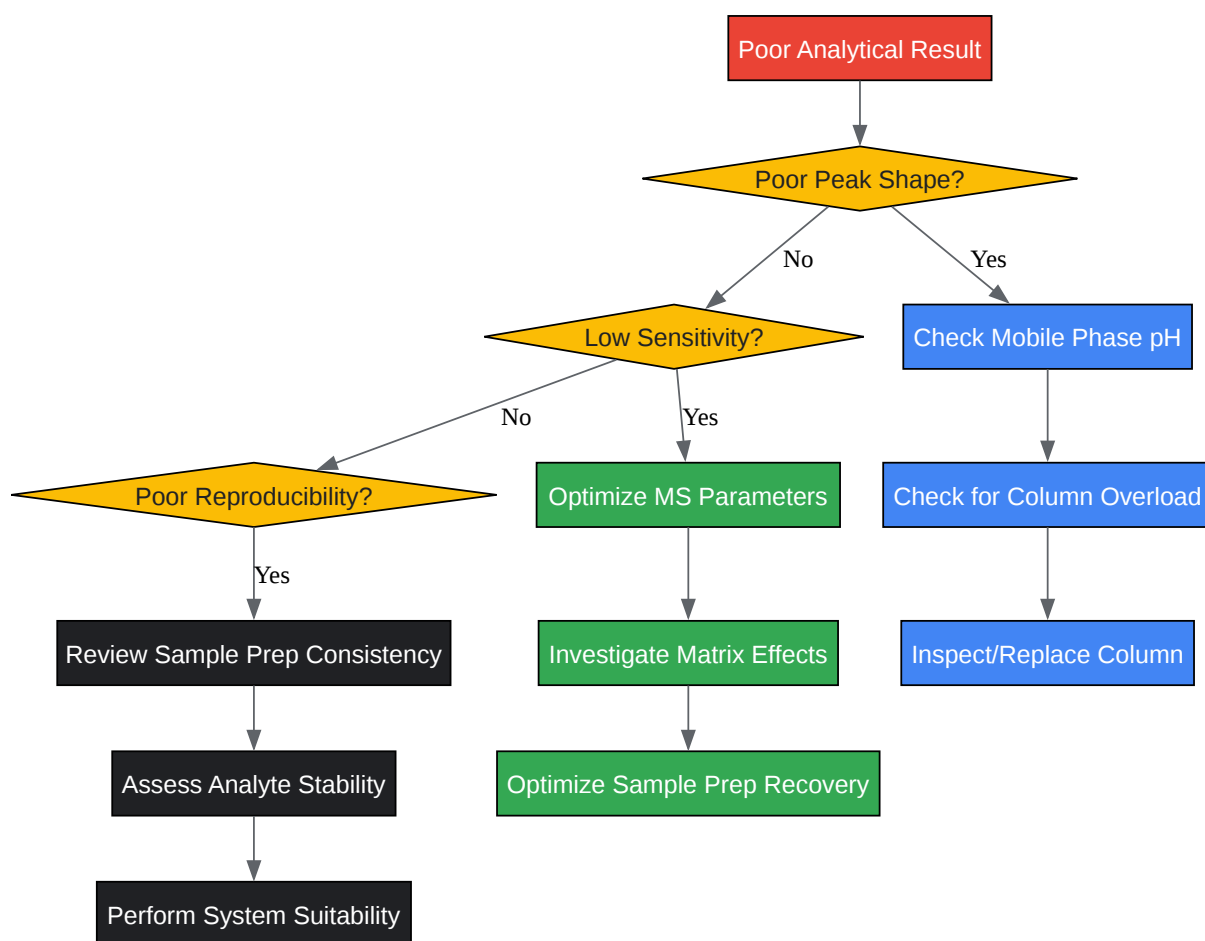 Poor Analytical Result
Poor Peak Shape?
No
Yes
Low Sensitivity?
Check Mobile Phase pH
No
Yes
Poor Reproducibility?
Optimize MS Parameters
Check for Column Overload
Yes
Review Sample Prep Consistency
Investigate Matrix Effects
Inspect/Replace Column
Assess Analyte Stability
Optimize Sample Prep Recovery
Perform System Suitability